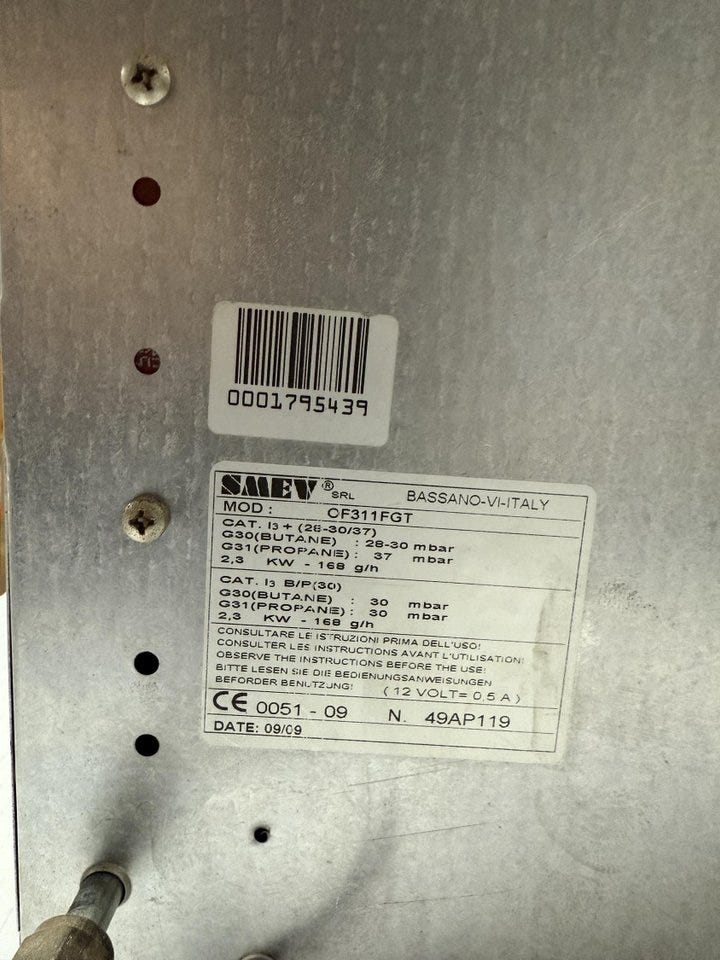 0001795439
SMEV® SRL BASSANO-VI-ITALY
MOD : OF311FGT
CAT. I3 + (28-30/37)
G30(BUTANE) : 28-30 mbar
G31(PROPANE) : 37 mbar
2,3 KW - 168 g/h
CAT. I3 B/P(30)
G30(BUTANE) : 30 mbar
G31(PROPANE) : 30 mbar
2,3 KW - 168 g/h
CONSULTARE LE ISTRUZIONI PRIMA DELL'USO!
CONSULTER LES INSTRUCTIONS AVANT L'UTILISATION!
OBSERVE THE INSTRUCTIONS BEFORE THE USE!
BITTE LESEN SIE DIE BEDIENUNGSANWEISUNGEN
BEFORDER BENUTZUNG! ( 12 VOLT= 0,5 A )
CE 0051 - 09 N. 49AP119
DATE: 09/09